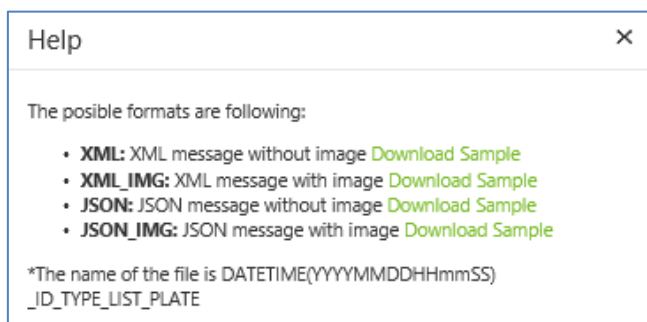 Help
The posible formats are following:
• XML: XML message without image Download Sample
• XML_IMG: XML message with image Download Sample
• JSON: JSON message without image Download Sample
• JSON_IMG: JSON message with image Download Sample
*The name of the file is DATETIME(YYYYMMDDHHmmSS)
_ID_TYPE_LIST_PLATE